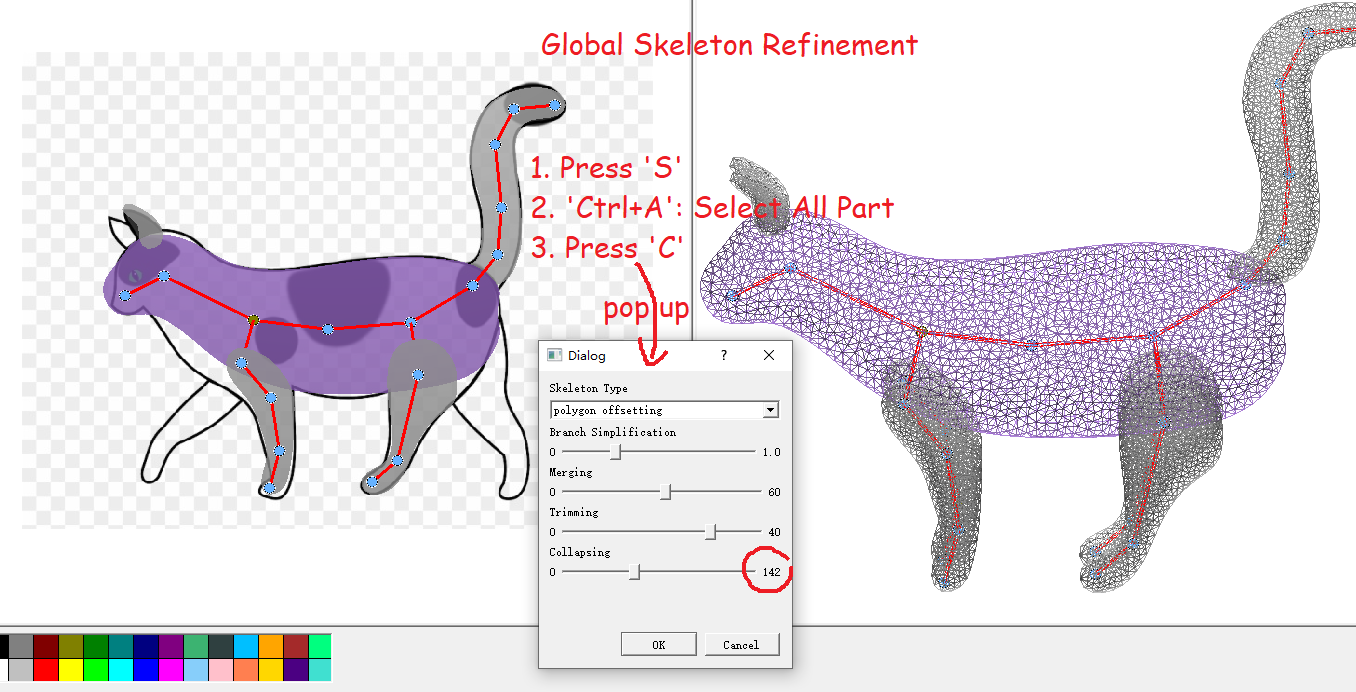 Global Skeleton Refinement
1. Press 'S'
2. 'Ctrl+A': Select All Part
3. Press 'C'
pop up
Dialog
?
Skeleton Type
polygon offsetting
Branch Simplification
0 1.0
Merging
0 60
Trimming
0 40
Collapsing
0 142
OK Cancel